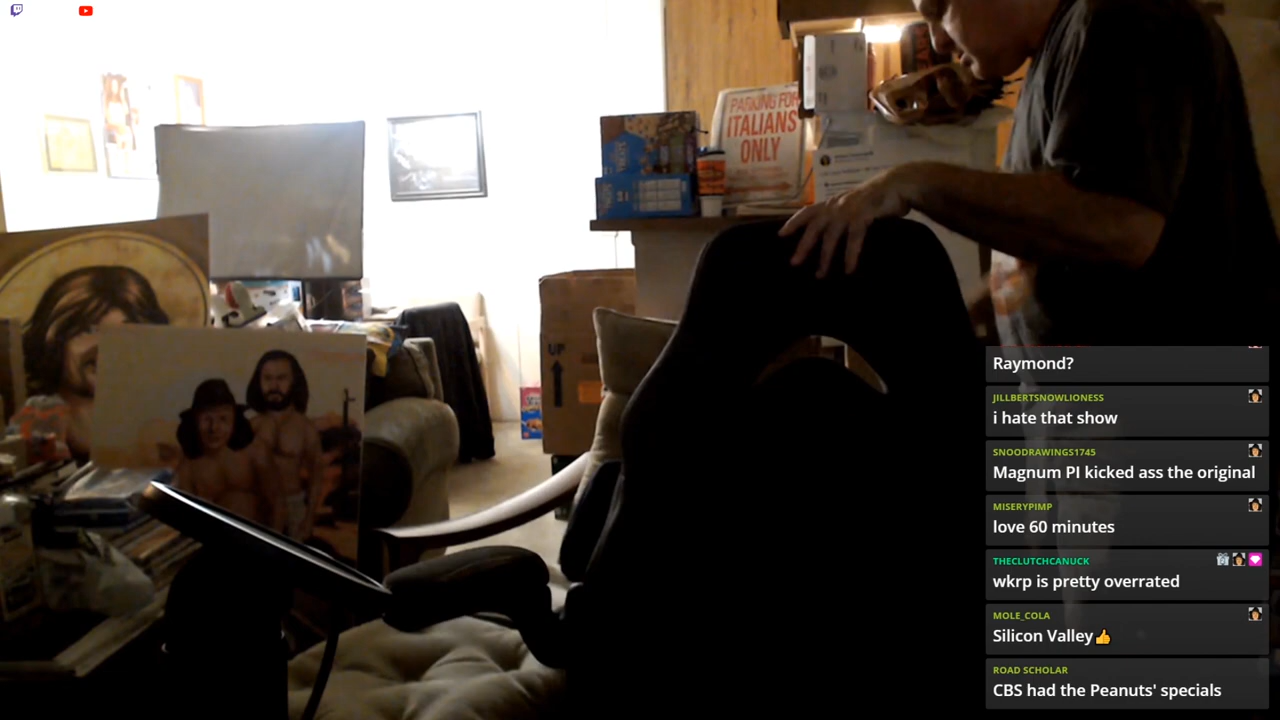 PARKING FOR
ITALIANS
ONLY
UP
Raymond?
JILLBERTSNOWLIONESS
i hate that show
SNOODRAWINGS1745
Magnum PI kicked ass the original
MISERYPIMP
love 60 minutes
THECLUTCHCANUCK
wkrp is pretty overrated
MOLE_COLA
Silicon Valley👍
ROAD SCHOLAR
CBS had the Peanuts' specials